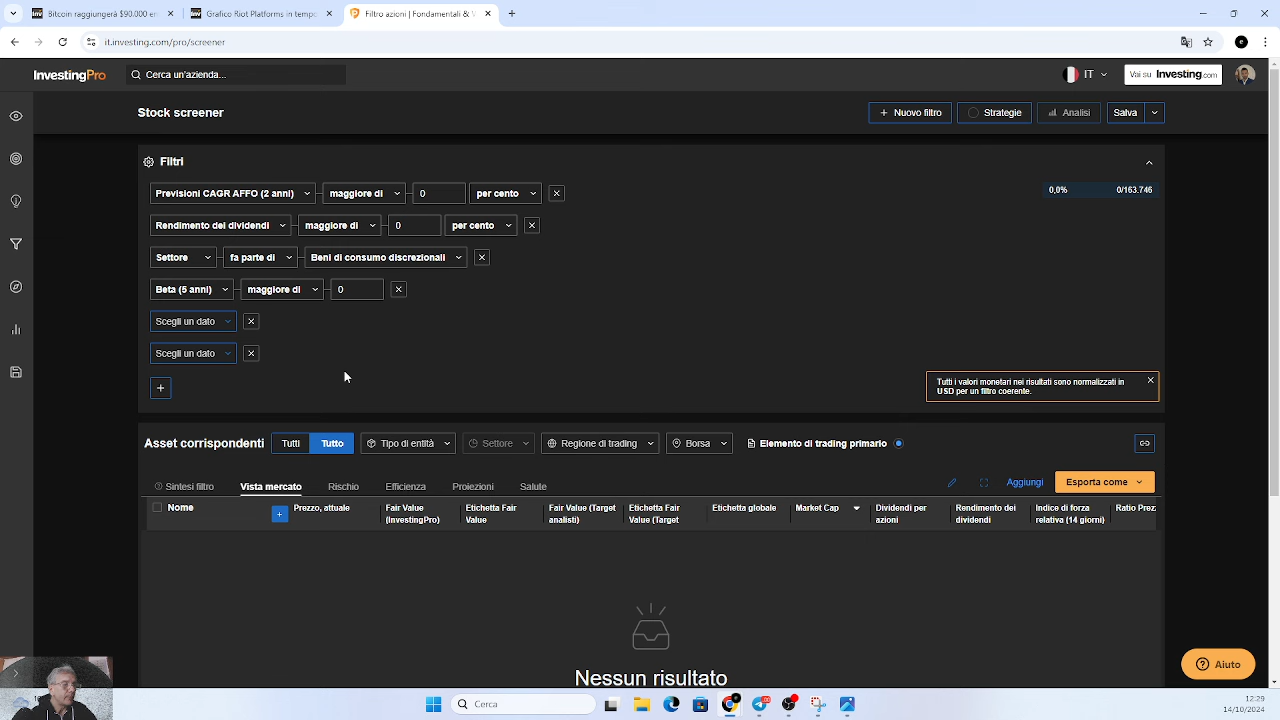 Bitcoin raggiungerà $90.000 en
Grafico Riot Platforms in tempo
Filtro azioni | Fondamentali & V
it.investing.com/pro/screener
InvestingPro
Cerca un'azienda...
IT
Vai su Investing.com
Stock screener
Nuovo filtro
Strategie
Analisi
Salva
Filtri
Previsioni CAGR AFFO (2 anni) maggiore di 0 per cento
0,0% 0/163.746
Rendimento dei dividendi maggiore di 0 per cento
Settore fa parte di Beni di consumo discrezionali
Beta (5 anni) maggiore di 0
Scegli un dato
Scegli un dato
Tutti i valori monetari nei risultati sono normalizzati in
USD per un filtro coerente.
Asset corrispondenti Tutti Tutto Tipo di entità Settore Regione di trading Borsa Elemento di trading primario
Sintesi filtro Vista mercato Rischio Efficienza Proiezioni Salute Aggiungi Esporta come
Nome Prezzo, attuale Fair Value (InvestingPro) Etichetta Fair Value Fair Value (Target analisti) Etichetta Fair Value (Target Etichetta globale Market Cap Dividendi per azioni Rendimento dei dividendi Indice di forza relativa (14 giorni) Ratio Prez
Nessun risultato
Aiuto
Cerca
12:29
14/10/2024